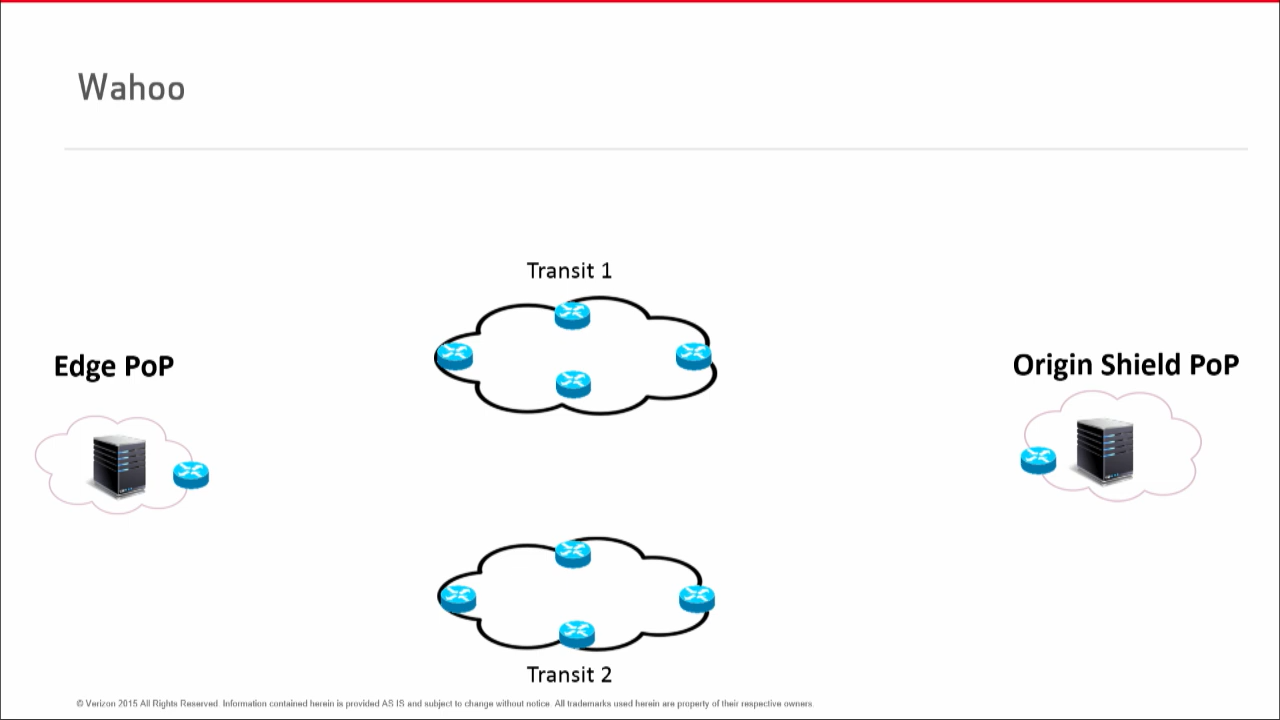 Wahoo
Transit 1
Edge PoP
Origin Shield PoP
Transit 2
© Verizon 2015 All Rights Reserved Information contained herein is provided AS IS and subject to change without notice All trademarks used herein are property of their respective owners